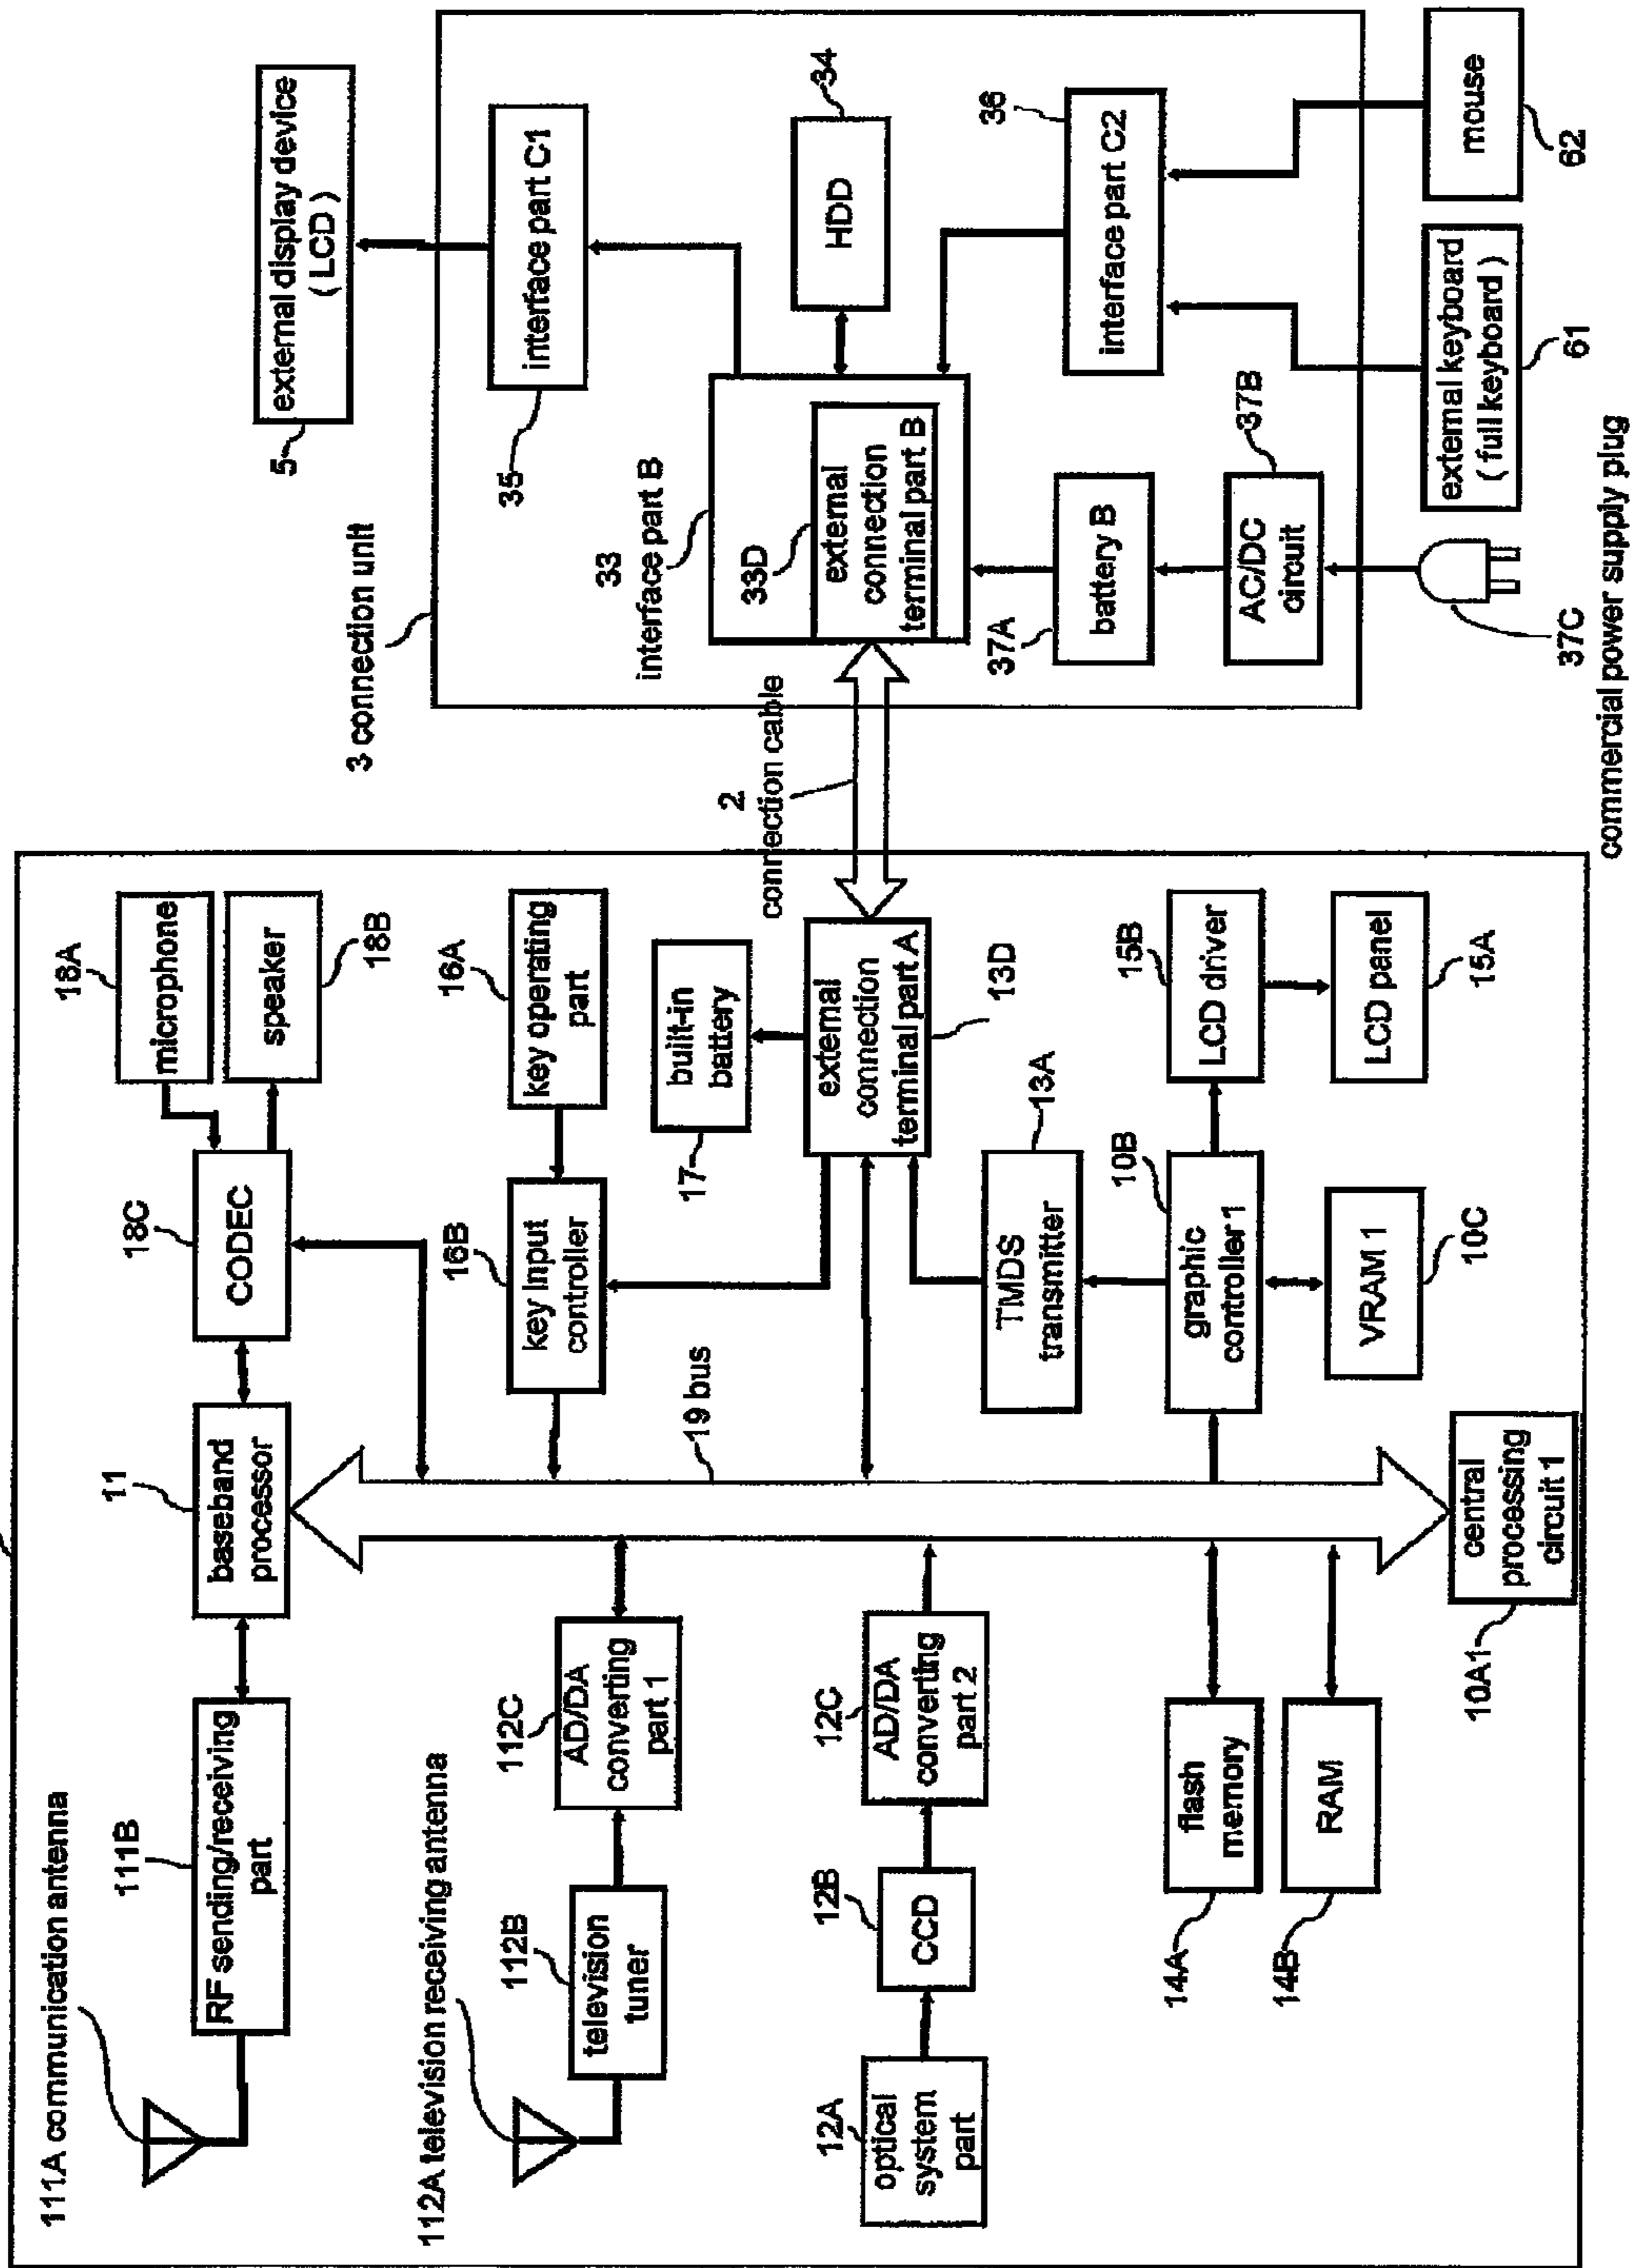 111A communication antenna
111B
RF sending/receiving
part
11
baseband
processor
18C
CODEC
18A
microphone
speaker
18B
112A television receiving antenna
112B
television
tuner
112C
AD/DA
converting
part 1
16B
key input
controller
16A
key operating
part
19 bus
17
built-in
battery
12A
optical
system
part
12B
CCD
12C
AD/DA
converting
part 2
external
connection
terminal part A
13D
13A
TMDS
transmitter
14A
flash
memory
14B
RAM
10B
graphic
controller 1
15B
LCD driver
LCD panel
15A
VRAM 1
10C
10A1
central
processing
circuit 1
2
connection cable
3 connection unit
5
external display device
( LCD )
35
interface part C1
33
interface part B
33D
external
connection
terminal part B
34
HDD
36
interface part C2
37A
battery B
37B
AC/DC
circuit
37C
commercial power supply plug
external keyboard
( full keyboard )
61
mouse
62